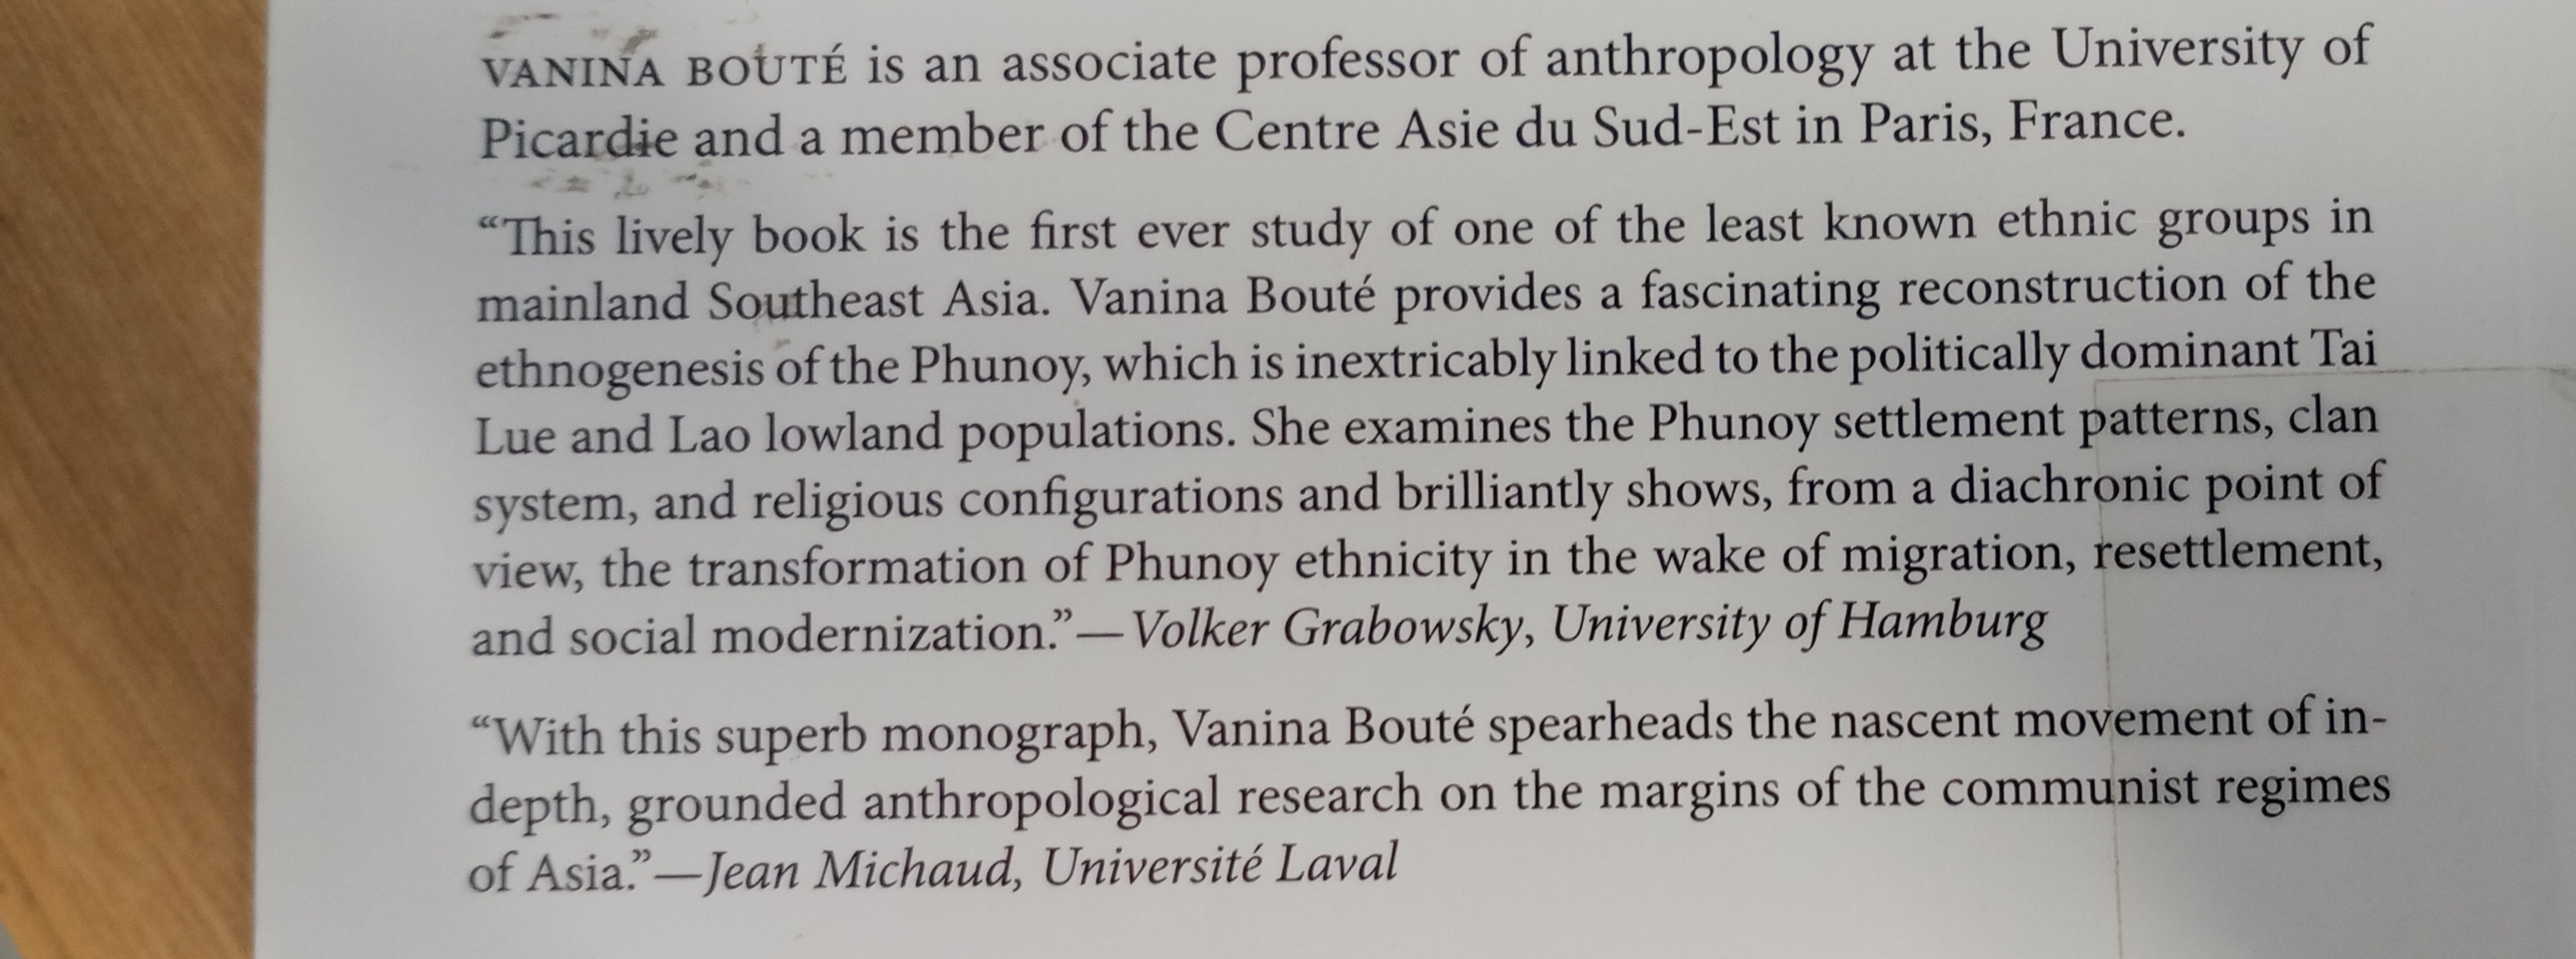 VANINA BOUTÉ is an associate professor of anthropology at the University of
Picardie and a member of the Centre Asie du Sud-Est in Paris, France.
“This lively book is the first ever study of one of the least known ethnic groups in
mainland Southeast Asia. Vanina Bouté provides a fascinating reconstruction of the
ethnogenesis of the Phunoy, which is inextricably linked to the politically dominant Tai
Lue and Lao lowland populations. She examines the Phunoy settlement patterns, clan
system, and religious configurations and brilliantly shows, from a diachronic point of
view, the transformation of Phunoy ethnicity in the wake of migration, resettlement,
and social modernization.”—Volker Grabowsky, University of Hamburg
“With this superb monograph, Vanina Bouté spearheads the nascent movement of in-
depth, grounded anthropological research on the margins of the communist regimes
of Asia.”—Jean Michaud, Université Laval